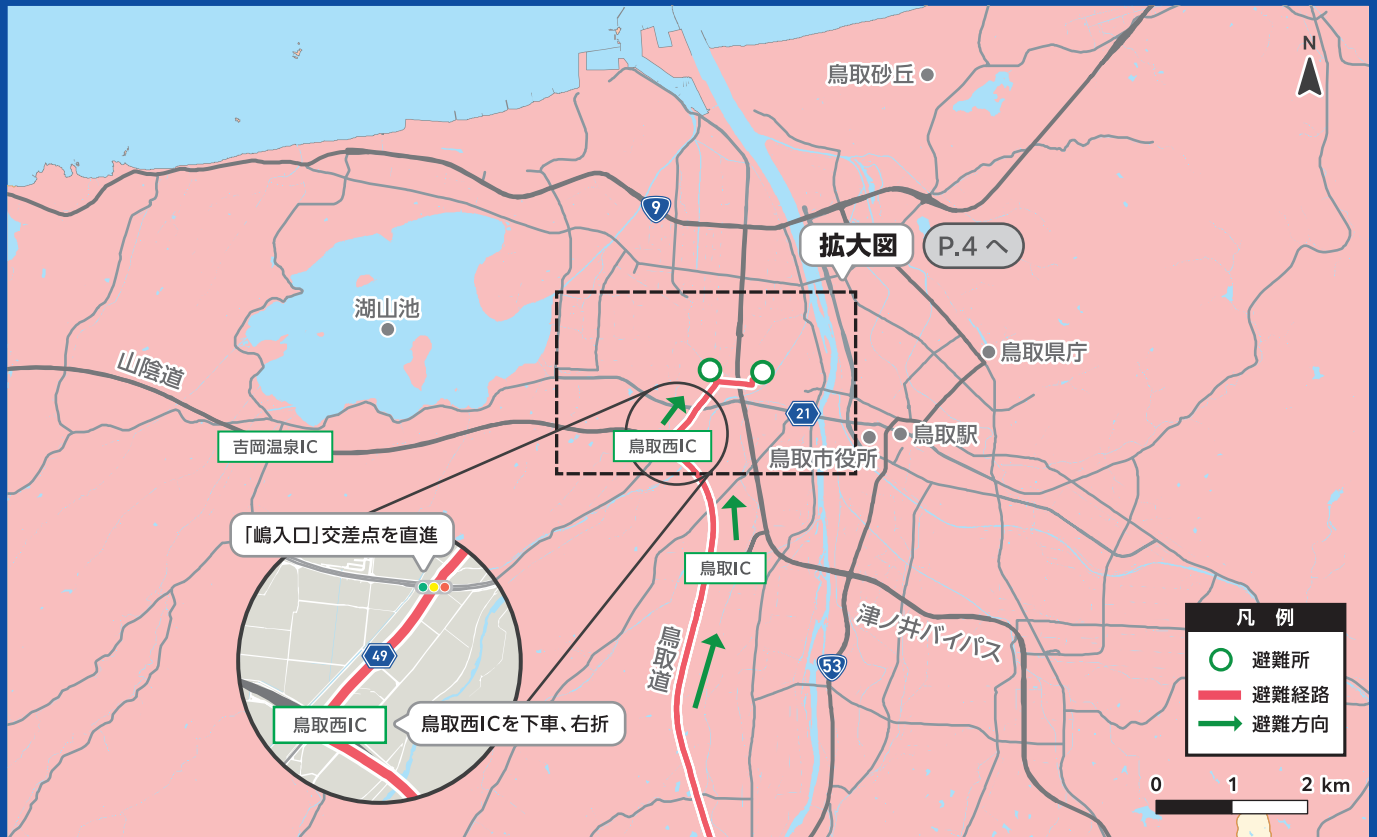 N
鳥取砂丘
9
拡大図
P.4 へ
湖山池
鳥取県庁
山陰道
21
吉岡温泉IC
鳥取西IC
鳥取駅
鳥取市役所
「嶋入口」交差点を直進
鳥取IC
49
鳥取道
津ノ井バイパス
53
鳥取西IC
鳥取西ICを下車、右折
凡 例
避難所
避難経路
避難方向
0 1 2 km